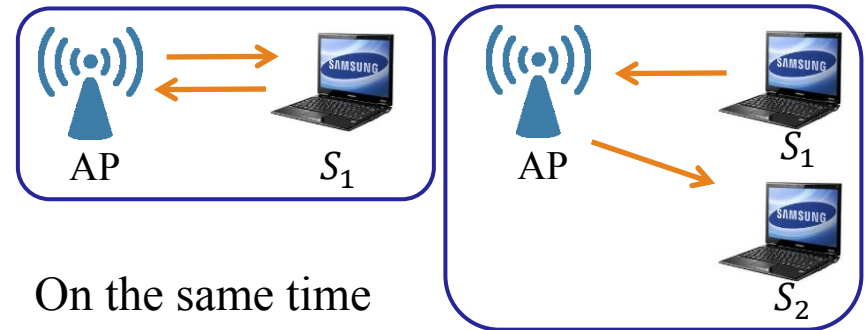 SAMSUNG
AP
S₁
SAMSUNG
AP
S₁
SAMSUNG
S₂
On the same time